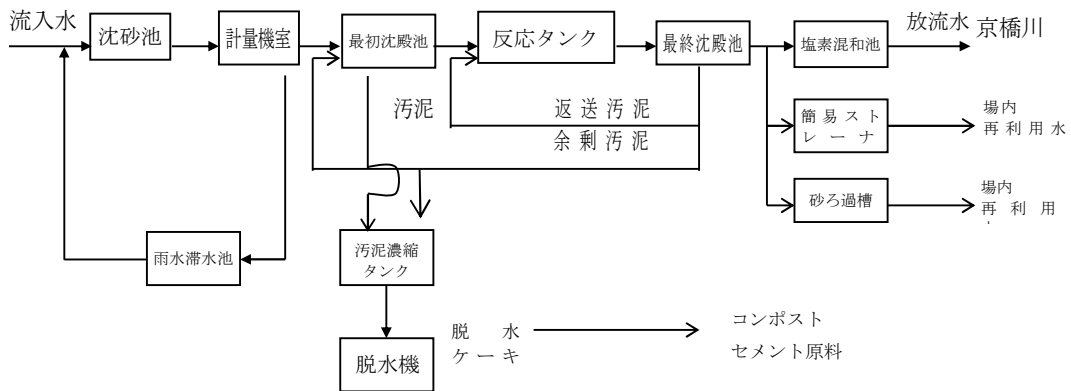 流入水
沈砂池
計量機室
最初沈殿池
反応タンク
最終沈殿池
塩素混和池
放流水
京橋川
汚泥
返送汚泥
余剰汚泥
簡易スト
レーナ
場内
再利用水
砂ろ過槽
場内
再利用
雨水滞水池
汚泥濃縮
タンク
脱水機
脱水
ケーキ
コンポスト
セメント原料